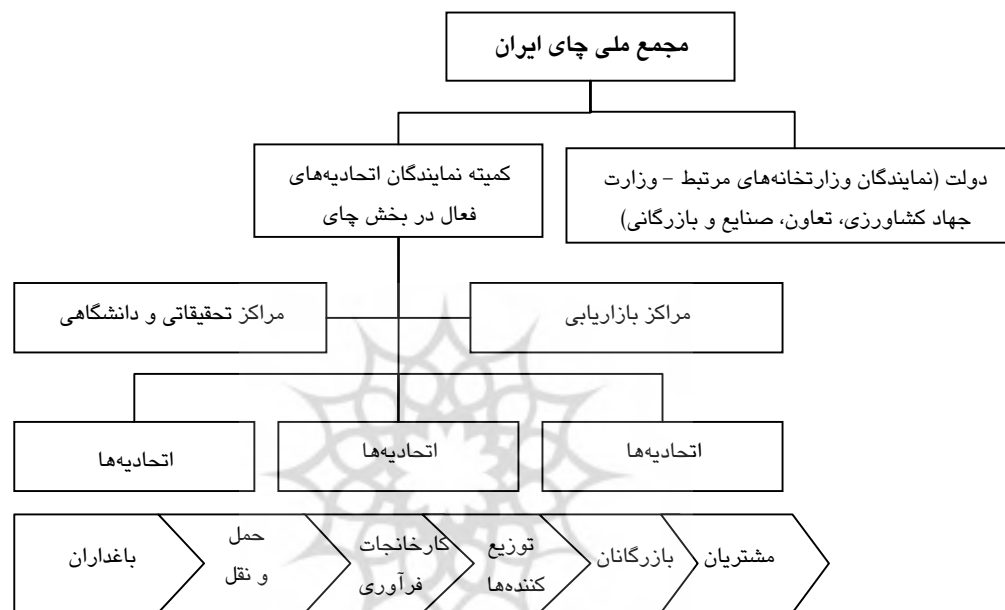 مجمع ملی چای ایران
دولت (نمایندگان وزارتخانه‌های مرتبط – وزارت
جهاد کشاورزی، تعاون، صنایع و بازرگانی)
کمیته نمایندگان اتحادیه‌های
فعال در بخش چای
مراکز بازاریابی
مراکز تحقیقاتی و دانشگاهی
اتحادیه‌ها
اتحادیه‌ها
اتحادیه‌ها
مشتریان
بازرگانان
توزیع
کننده‌ها
کارخانجات
فرآوری
حمل
و نقل
باغداران